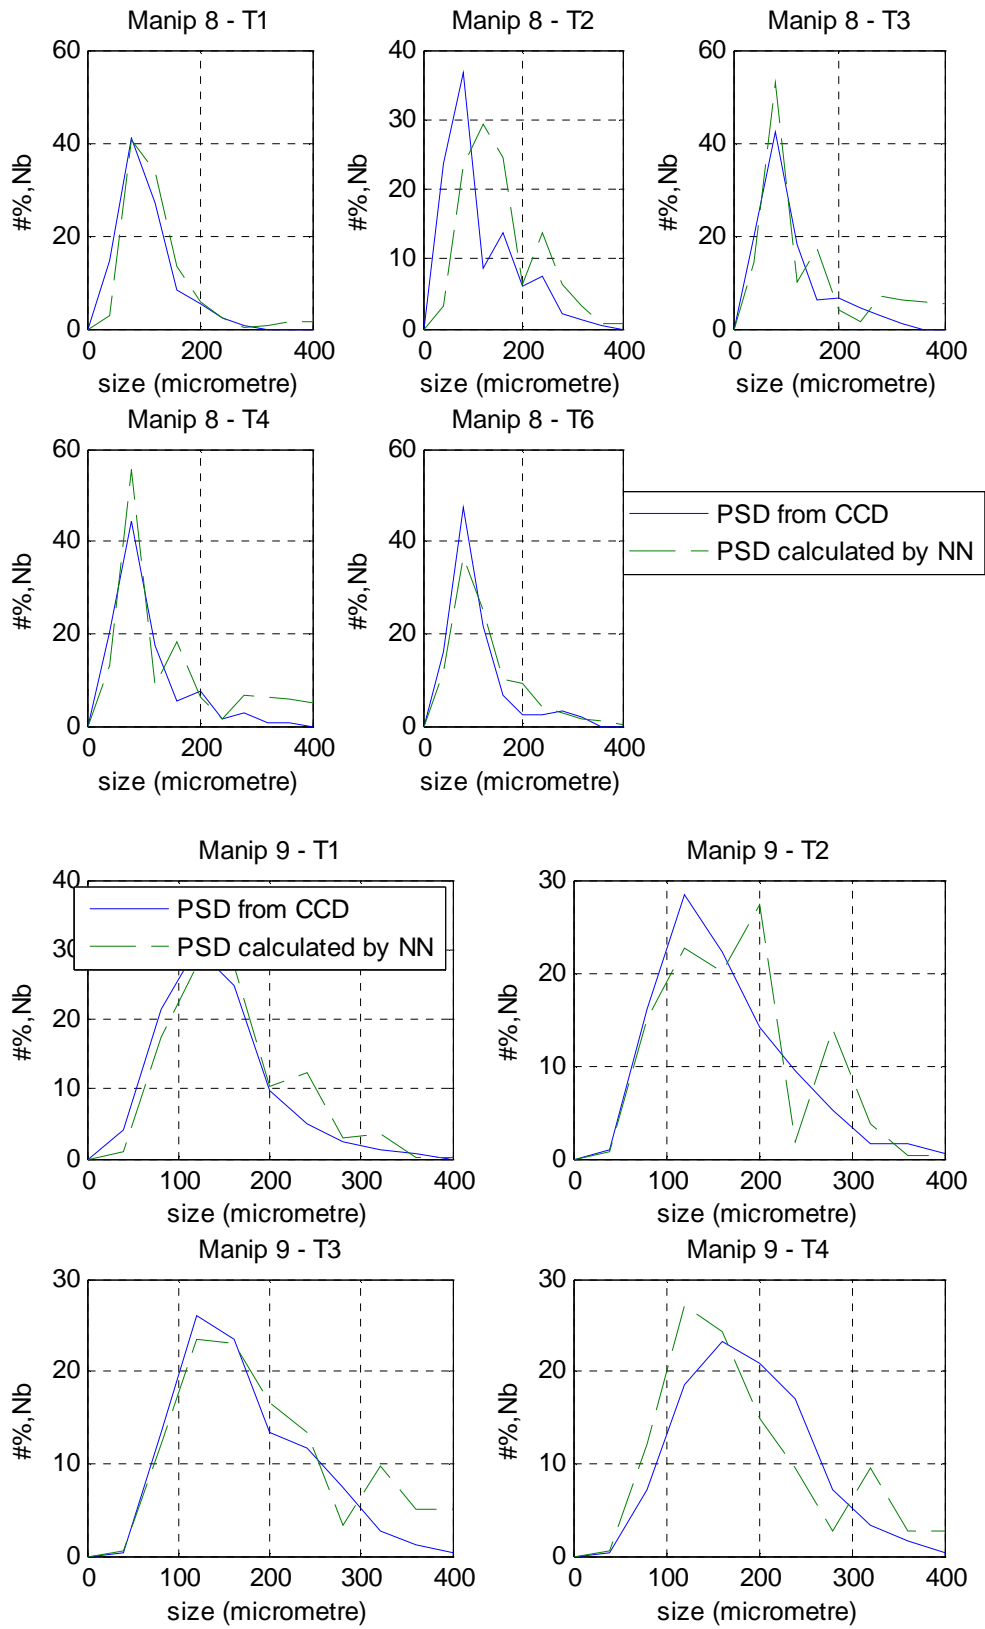 Manip 8 - T1
60
40
20
0
0 200 400
#%,Nb
size (micrometre)
Manip 8 - T2
40
30
20
10
0
0 200 400
#%,Nb
size (micrometre)
Manip 8 - T3
60
40
20
0
0 200 400
#%,Nb
size (micrometre)
Manip 8 - T4
60
40
20
0
0 200 400
#%,Nb
size (micrometre)
Manip 8 - T6
60
40
20
0
0 200 400
#%,Nb
size (micrometre)
PSD from CCD
PSD calculated by NN
Manip 9 - T1
40
30
20
10
0
0 100 200 300 400
#%,Nb
size (micrometre)
PSD from CCD
PSD calculated by NN
Manip 9 - T2
30
20
10
0
0 100 200 300 400
#%,Nb
size (micrometre)
Manip 9 - T3
30
20
10
0
0 100 200 300 400
#%,Nb
size (micrometre)
Manip 9 - T4
30
20
10
0
0 100 200 300 400
#%,Nb
size (micrometre)